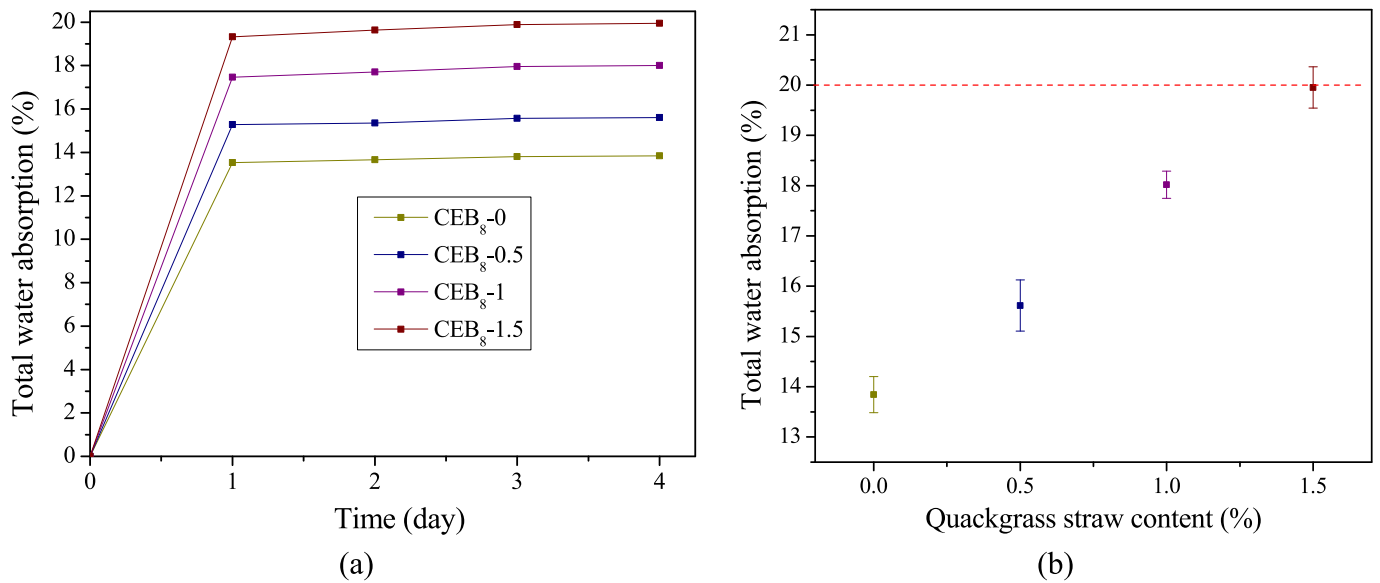 Total water absorption (%)
20
18
16
14
12
10
8
6
4
2
0
0 1 2 3 4
Time (day)
CEB₈-0
CEB₈-0.5
CEB₈-1
CEB₈-1.5
(a)
Total water absorption (%)
21
20
19
18
17
16
15
14
13
0.0 0.5 1.0 1.5
Quackgrass straw content (%)
(b)